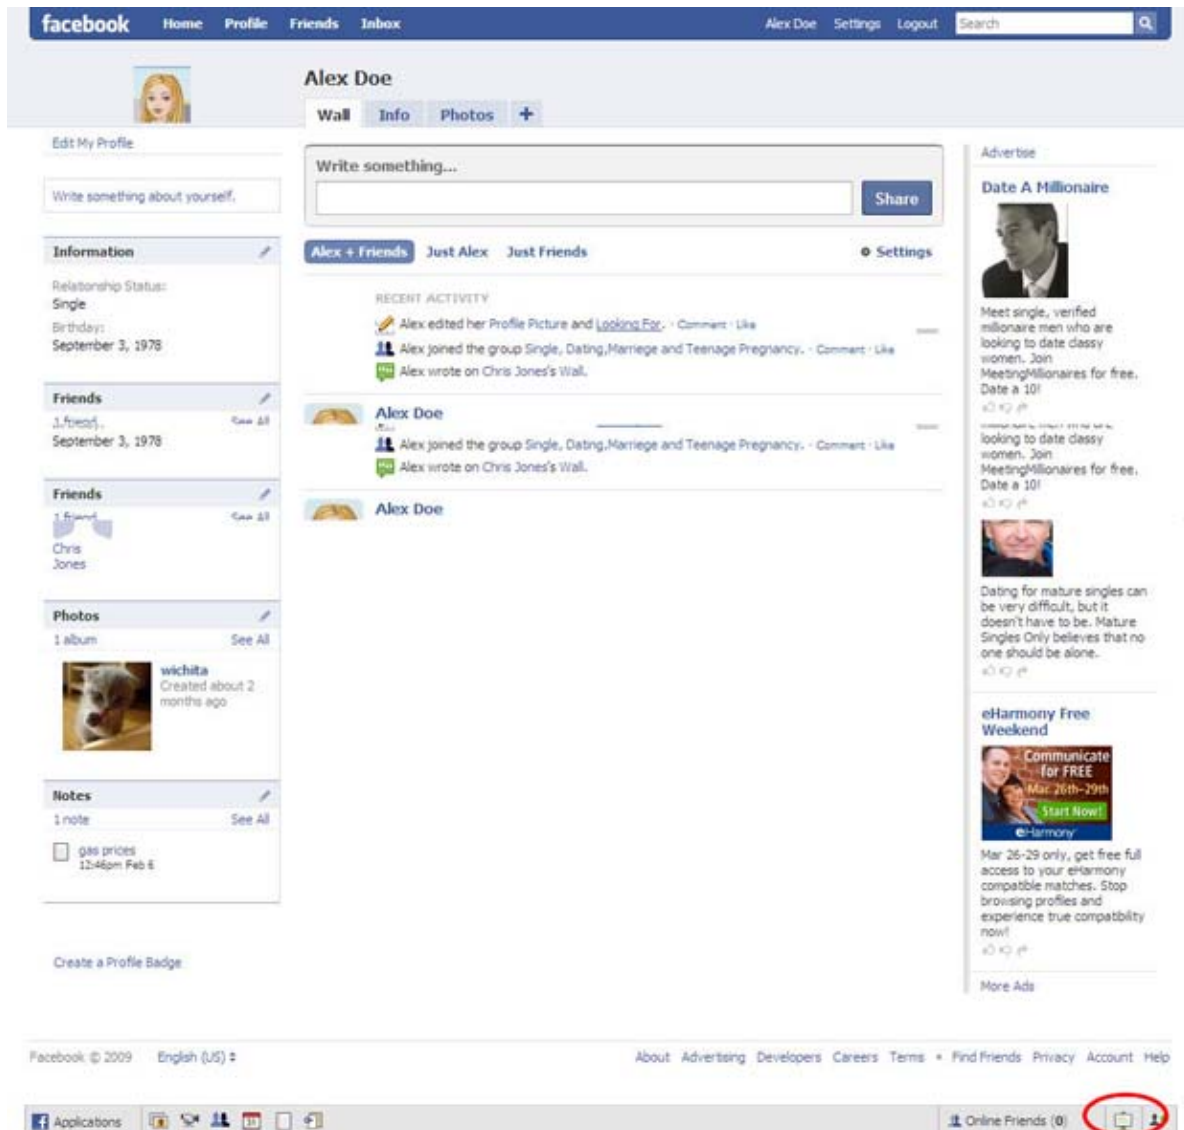 facebook Home Profile Friends Inbox Alex Doe Settings Logout Search
Alex Doe
Wall Info Photos +
Edit My Profile
Write something about yourself.
Information
Relationship Status:
Single
Birthday:
September 3, 1978
Friends
1 friend See All
September 3, 1978
Friends
1 friend See All
Chris
Jones
Photos
1 album See All
wichita
Created about 2
months ago
Notes
1 note See All
gas prices
12:46pm Feb 6
Create a Profile Badge
Write something...
Share
Alex + Friends Just Alex Just Friends Settings
RECENT ACTIVITY
Alex edited her Profile Picture and Looking For. · Comment · Like
Alex joined the group Single, Dating,Marriege and Teenage Pregnancy. · Comment · Like
Alex wrote on Chris Jones's Wall.
Alex Doe
Alex joined the group Single, Dating,Marriege and Teenage Pregnancy. · Comment · Like
Alex wrote on Chris Jones's Wall.
Alex Doe
Advertise
Date A Millionaire
Meet single, verified
millionaire men who are
looking to date classy
women. Join
MeetingMillionaires for free.
Date a 10!
millionaire men who are
looking to date classy
women. Join
MeetingMillionaires for free.
Date a 10!
Dating for mature singles can
be very difficult, but it
doesn't have to be. Mature
Singles Only believes that no
one should be alone.
eHarmony Free
Weekend
Communicate
for FREE
Mar 26th-29th
Start Now!
eHarmony
Mar 26-29 only, get free full
access to your eHarmony
compatible matches. Stop
browsing profiles and
experience true compatibility
now!
More Ads
Facebook © 2009 English (US)
About Advertising Developers Careers Terms • Find Friends Privacy Account Help
Applications Online Friends (0)